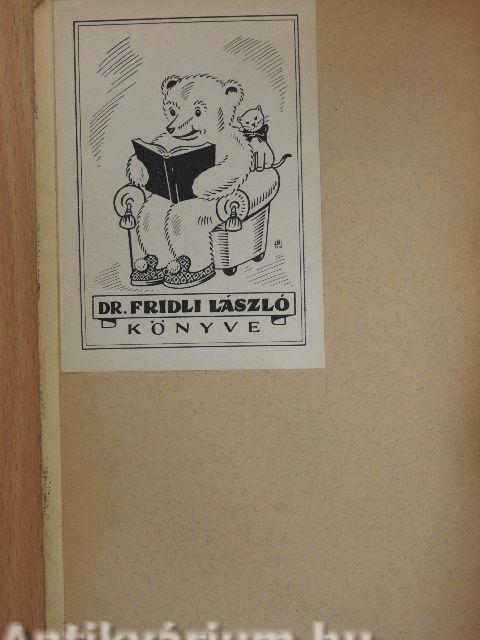 DR. FRIDLI LÁSZLÓ
KÖNYVE
Antikvárium.hu